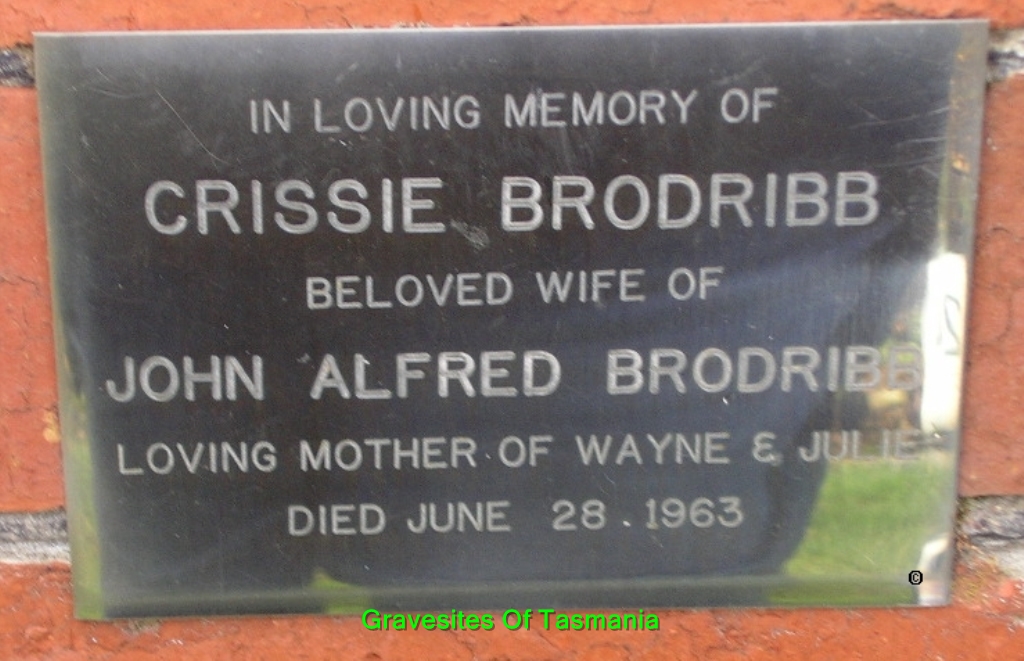 IN LOVING MEMORY OF
CRISSIE BRODRIBB
BELOVED WIFE OF
JOHN ALFRED BRODRIBB
LOVING MOTHER OF WAYNE & JULIE
DIED JUNE 28. 1963
©
Gravesites Of Tasmania